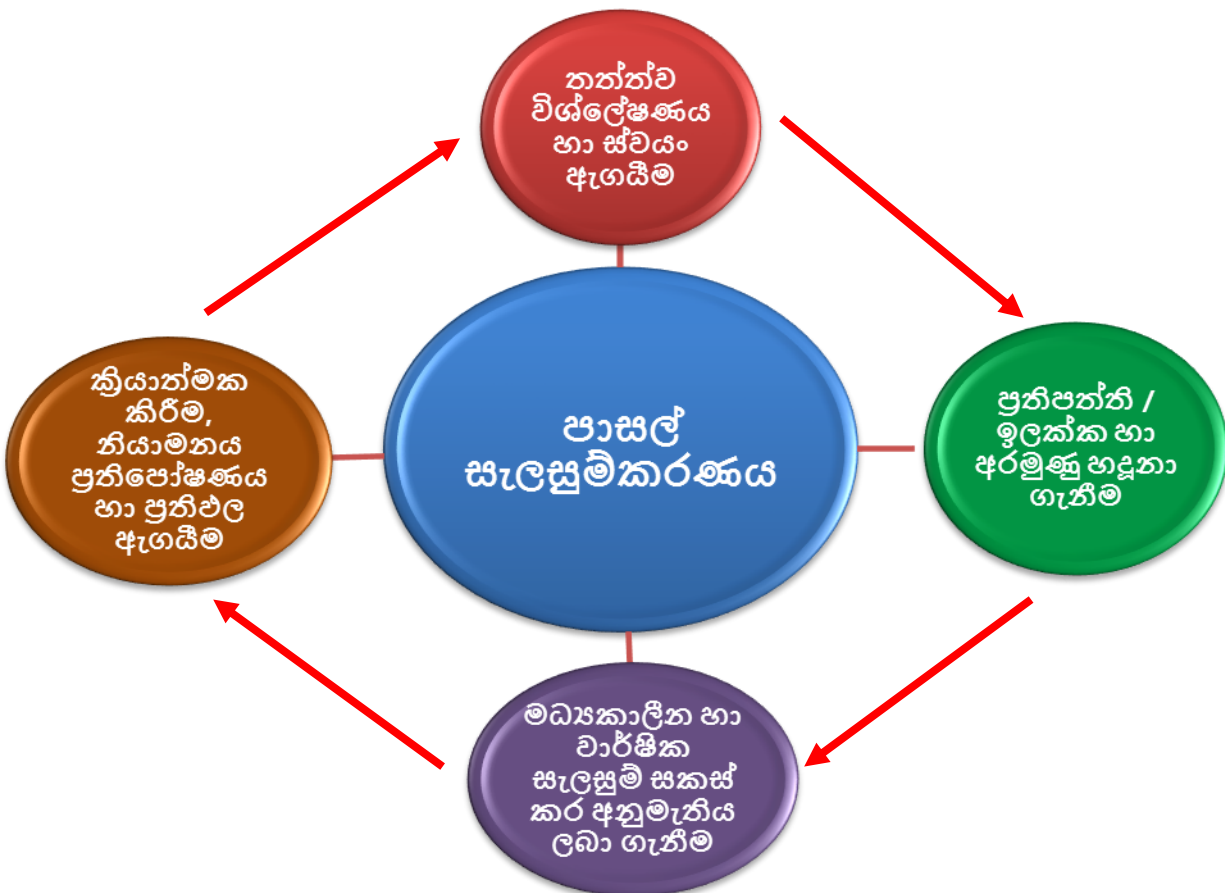 තත්ත්ව
විශ්ලේෂණය
හා ස්වයං
ඇගයීම
ප්‍රතිපත්ති /
ඉලක්ක හා
අරමුණු හදූනා
ගැනීම
මධ්‍යකාලීන හා
වාර්ෂික
සැලසුම් සකස්
කර අනුමැතිය
ලබා ගැනීම
ක්‍රියාත්මක
කිරීම,
නියාමනය
ප්‍රතිපෝෂණය
හා ප්‍රතිඵල
ඇගයීම
පාසල්
සැලසුම්කරණය